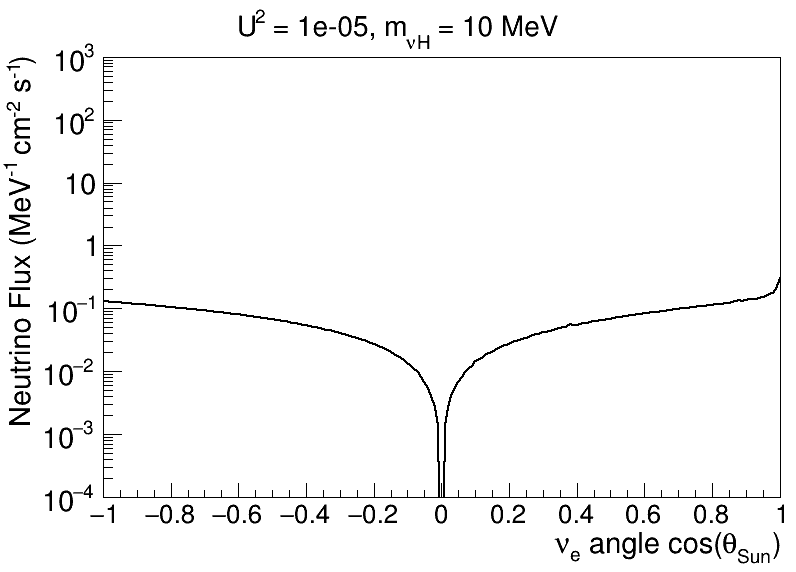 U² = 1e-05, m_νH = 10 MeV
Neutrino Flux (MeV⁻¹ cm⁻² s⁻¹)
10³
10²
10
1
10⁻¹
10⁻²
10⁻³
10⁻⁴
−1 −0.8 −0.6 −0.4 −0.2 0 0.2 0.4 0.6 0.8 1
ν_e angle cos(θ_Sun)